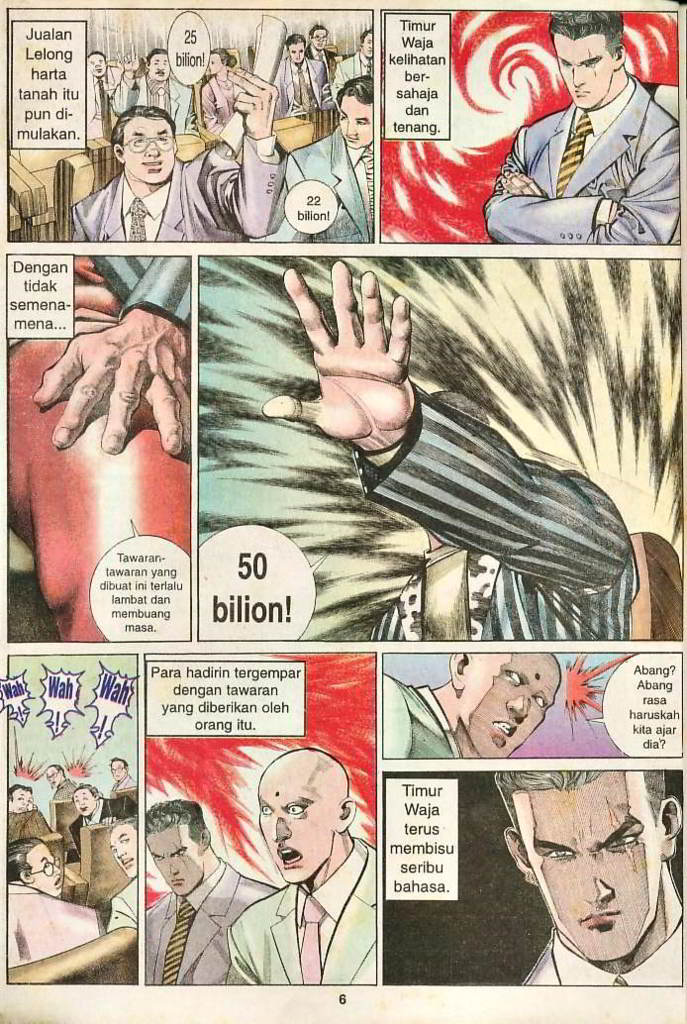 Jualan
Lelong
harta
tanah itu
pun di-
mulakan.
25
bilion!
22
bilion!
Timur
Waja
kelihatan
ber-
sahaja
dan
tenang.
Dengan
tidak
semena-
mena...
Tawaran-
tawaran yang
dibuat ini terlalu
lambat dan
membuang
masa.
50
bilion!
Wah
!
Wah
!
Wah
!
Para hadirin tergempar
dengan tawaran
yang diberikan oleh
orang itu.
Abang?
Abang
rasa
haruskah
kita ajar
dia?
Timur
Waja
terus
membisu
seribu
bahasa.
6